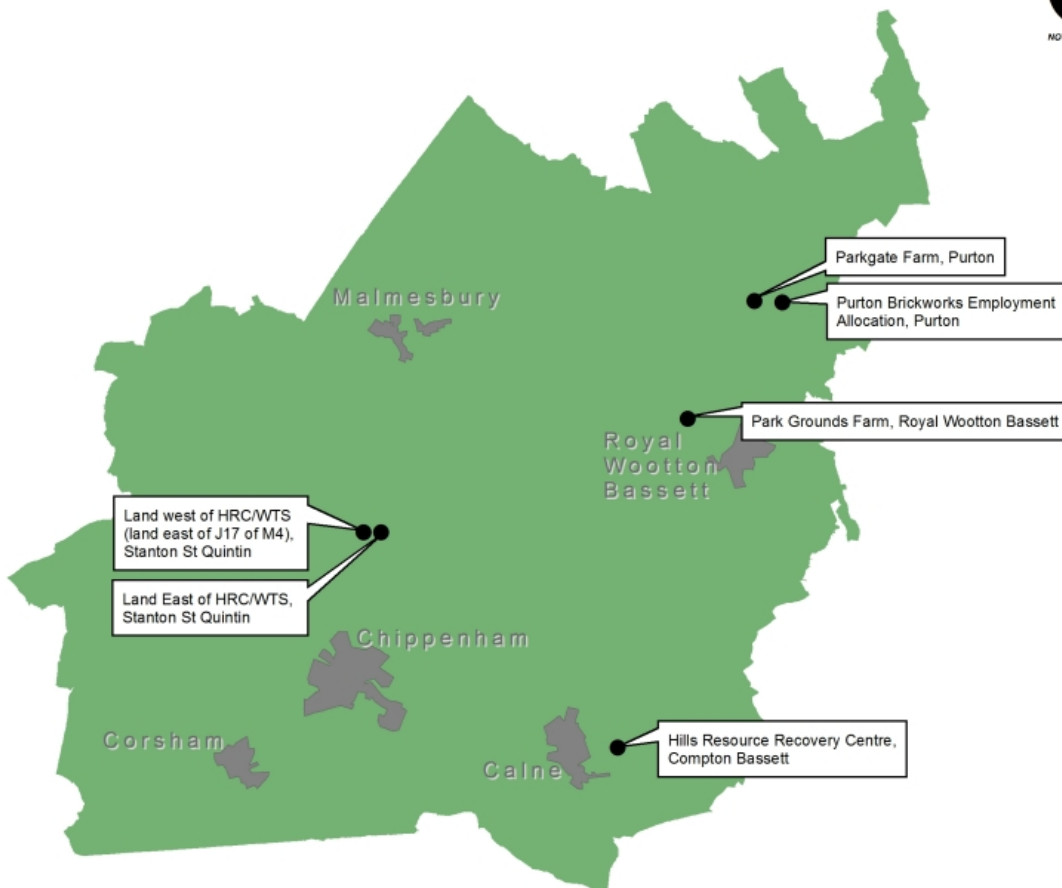 Malmesbury
Parkgate Farm, Purton
Purton Brickworks Employment
Allocation, Purton
Park Grounds Farm, Royal Wootton Bassett
Royal
Wootton
Bassett
Land west of HRC/WTS
(land east of J17 of M4),
Stanton St Quintin
Land East of HRC/WTS,
Stanton St Quintin
Chippenham
Corsham
Calne
Hills Resource Recovery Centre,
Compton Bassett